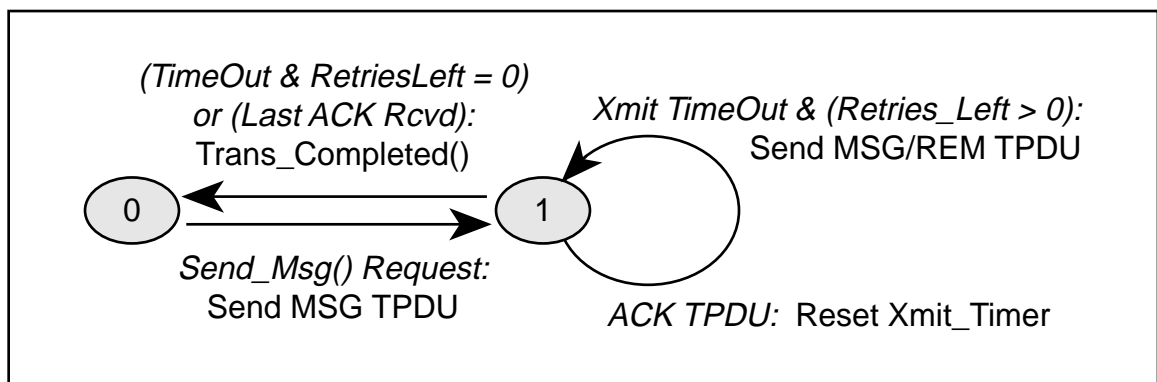 (TimeOut & RetriesLeft = 0)
or (Last ACK Rcvd):
Trans_Completed()
Xmit TimeOut & (Retries_Left > 0):
Send MSG/REM TPDU
0
1
Send_Msg() Request:
Send MSG TPDU
ACK TPDU: Reset Xmit_Timer